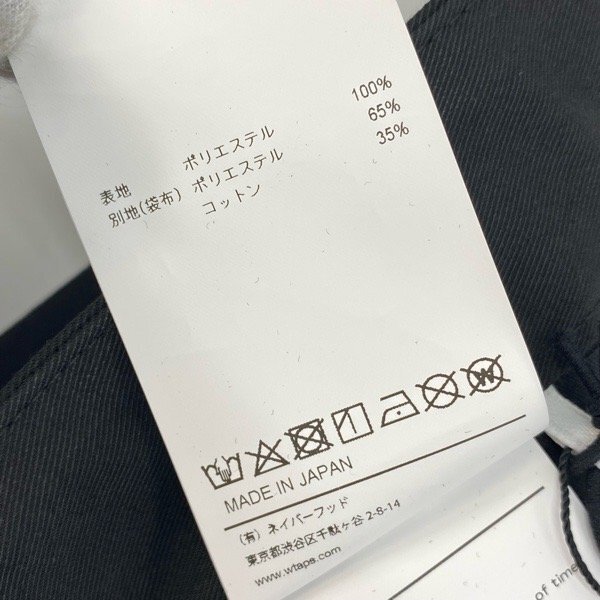 表地 ポリエステル 100%
別地(袋布) ポリエステル 65%
コットン 35%
W
MADE IN JAPAN
(有) ネイバーフッド
東京都渋谷区千駄ヶ谷 2-8-14
www.wtaps.com
of time